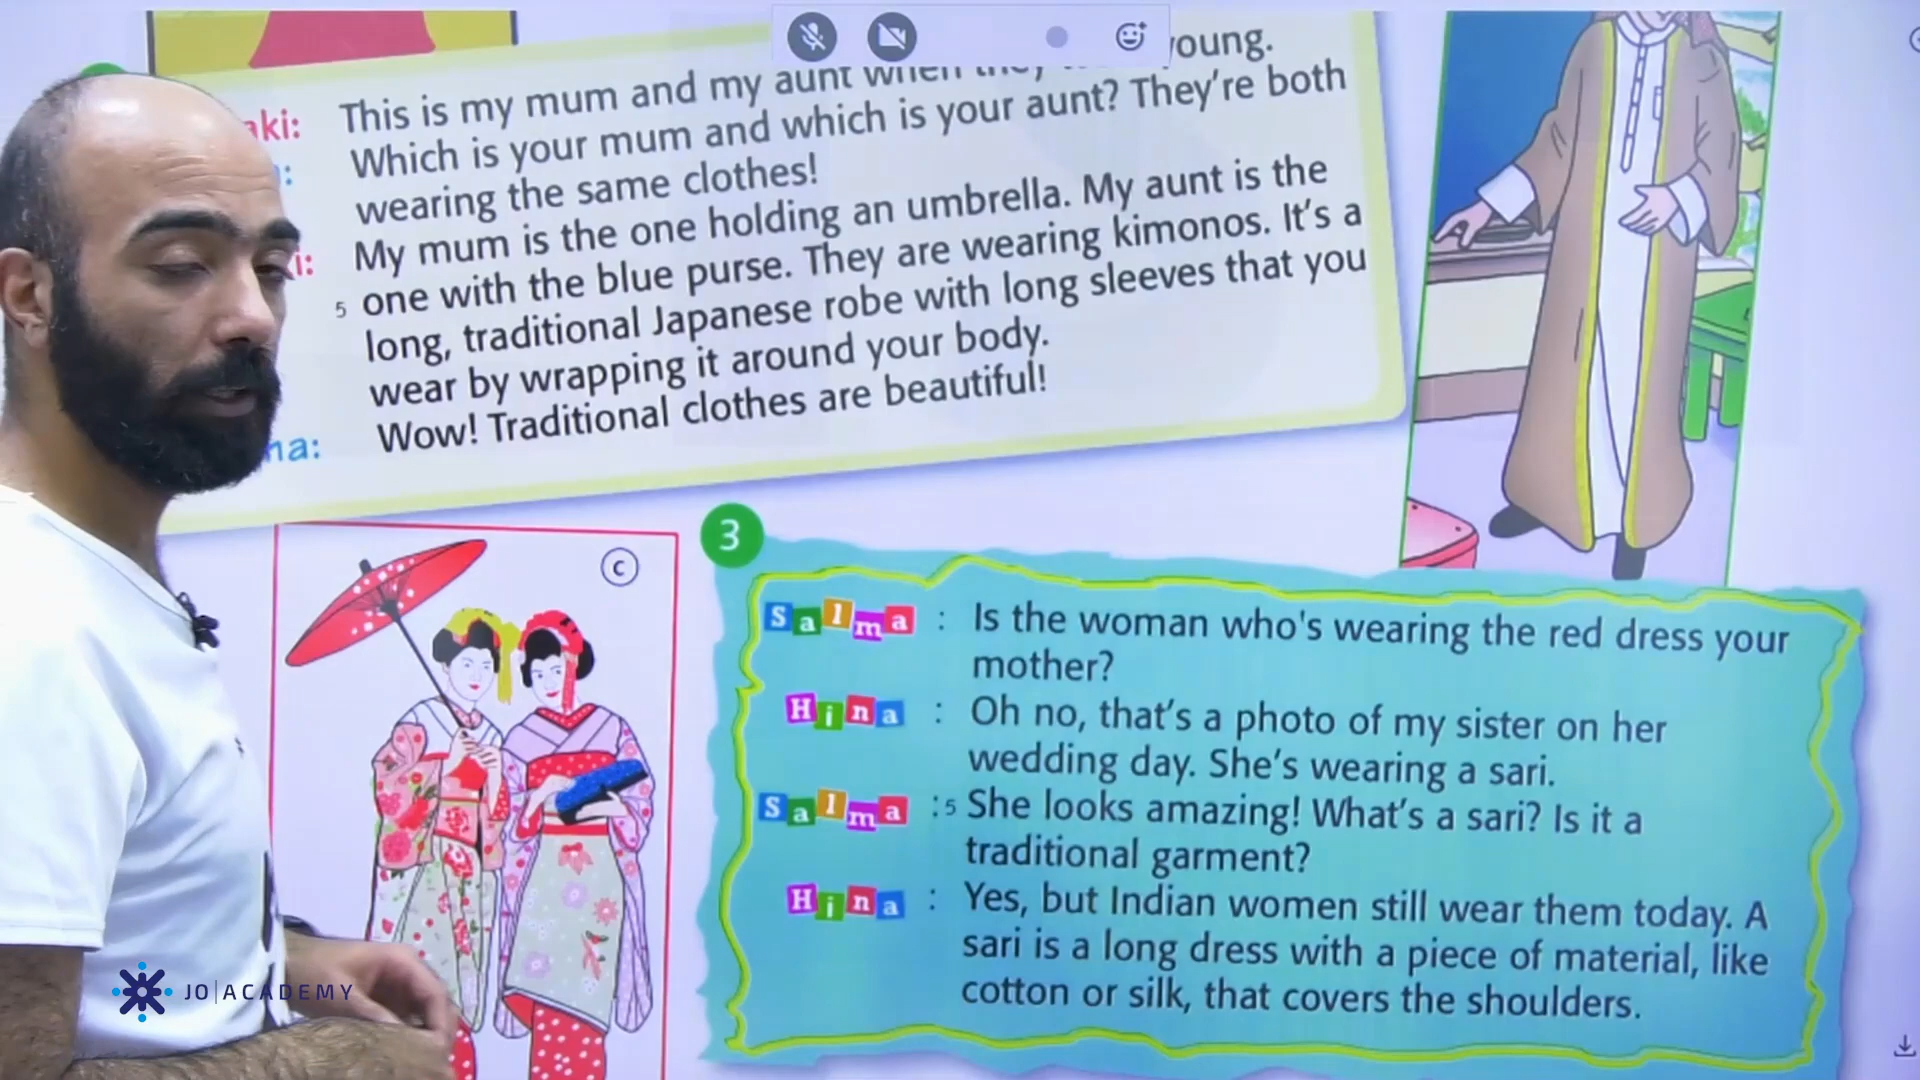 aki: This is my mum and my aunt when they young.
: Which is your mum and which is your aunt? They're both
wearing the same clothes!
i: My mum is the one holding an umbrella. My aunt is the
5 one with the blue purse. They are wearing kimonos. It's a
long, traditional Japanese robe with long sleeves that you
wear by wrapping it around your body.
ma: Wow! Traditional clothes are beautiful!
C
3
Salma : Is the woman who's wearing the red dress your
mother?
Hina : Oh no, that's a photo of my sister on her
wedding day. She's wearing a sari.
Salma :5 She looks amazing! What's a sari? Is it a
traditional garment?
Hina : Yes, but Indian women still wear them today. A
sari is a long dress with a piece of material, like
cotton or silk, that covers the shoulders.
JO|ACADEMY